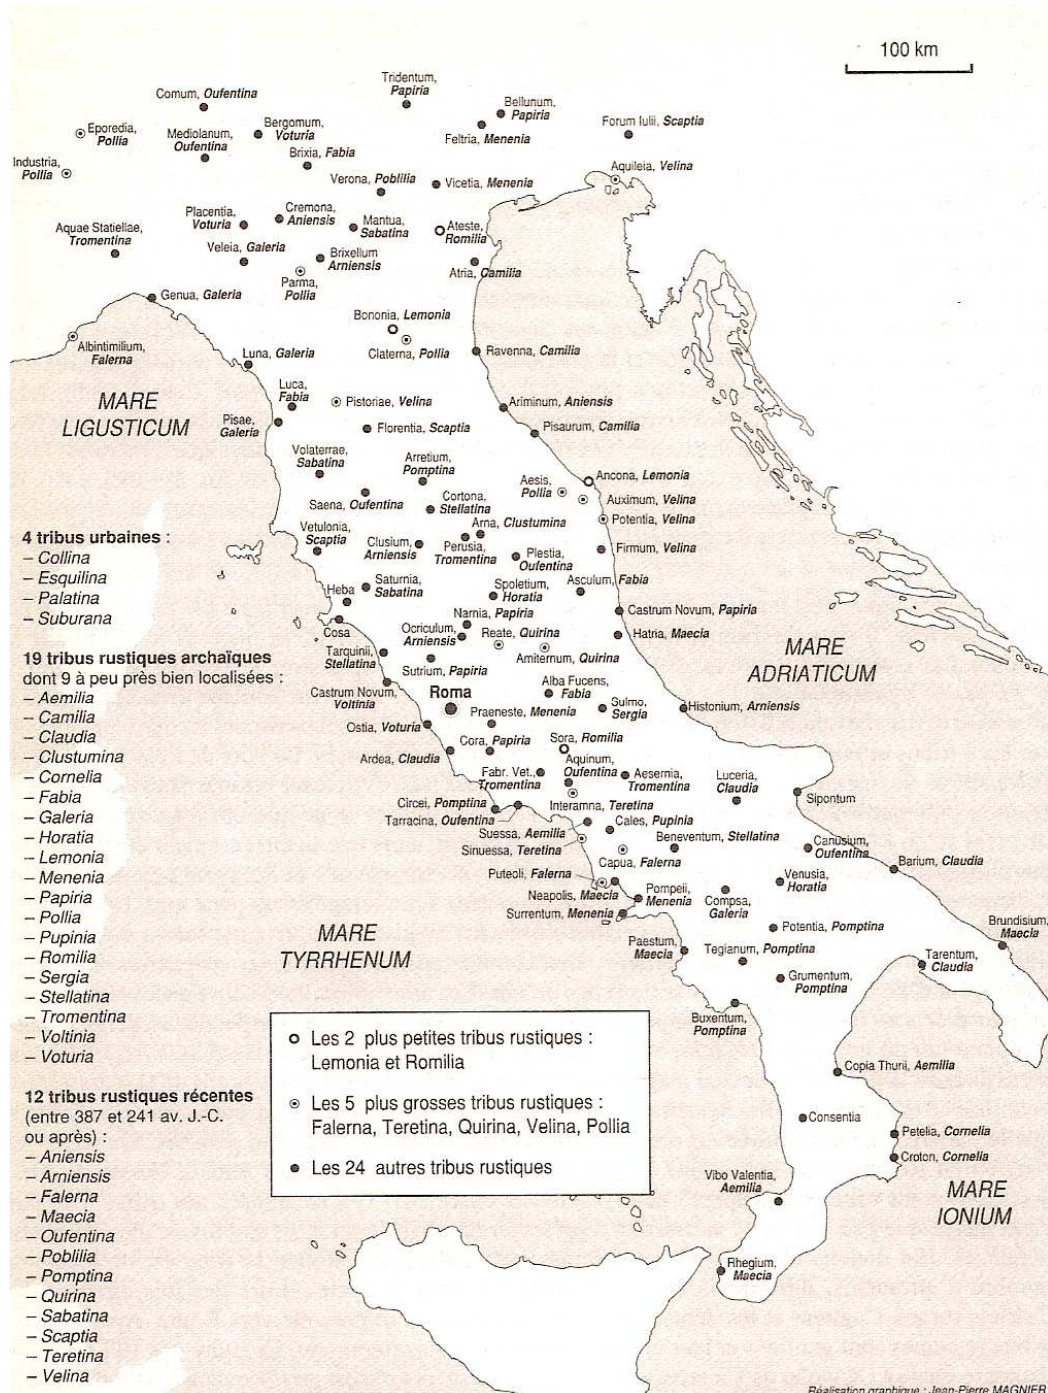 100 km
Tridentum,
Papiria
Comum, Oufentina
Bellunum,
Papiria
Eporedia,
Pollia
Mediolanum,
Oufentina
Bergomum,
Voturia
Feltria, Menenia
Forum Iulii, Scaptia
Industria,
Pollia
Brixia, Fabia
Aquileia, Velina
Verona, Poblilia
Vicetia, Menenia
Aquae Statiellae,
Tromentina
Placentia,
Voturia
Cremona,
Aniensis
Mantua,
Sabatina
Ateste,
Romilia
Veleia, Galeria
Brixellum
Arniensis
Parma,
Pollia
Atria, Camilia
Genua, Galeria
Bononia, Lemonia
Albintimilium,
Falerna
Claterna, Pollia
Ravenna, Camilia
Luna, Galeria
MARE
LIGUSTICUM
Luca,
Fabia
Pistoriae, Velina
Ariminum, Aniensis
Pisae,
Galeria
Florentia, Scaptia
Pisaurum, Camilia
Volaterrae,
Sabatina
Arretium,
Pomptina
Aesis,
Pollia
Ancona, Lemonia
Saena, Oufentina
Cortona,
Stellatina
Auximum, Velina
Potentia, Velina
Vetulonia,
Scaptia
Clusium,
Arniensis
Arna, Clustumina
Perusia,
Tromentina
Plestia,
Oufentina
Firmum, Velina
Saturnia,
Sabatina
Spoletium,
Horatia
Asculum, Fabia
Heba
Cosa
Narnia, Papiria
Castrum Novum, Papiria
Ocriculum,
Arniensis
Reate, Quirina
Hatria, Maecia
Tarquinii,
Stellatina
Sutrium, Papiria
Amiternum, Quirina
MARE
ADRIATICUM
Castrum Novum,
Voltinia
Roma
Alba Fucens,
Fabia
Sulmo,
Sergia
Histonium, Arniensis
Ostia, Voturia
Praeneste, Menenia
Ardea, Claudia
Cora, Papiria
Sora, Romilia
Fabr. Vet.,
Tromentina
Aquinum,
Oufentina
Aesernia,
Tromentina
Luceria,
Claudia
Sipontum
Circei, Pomptina
Interamna, Teretina
Tarracina, Oufentina
Cales, Pupinia
Suessa, Aemilia
Beneventum, Stellatina
Canusium,
Oufentina
Sinuessa, Teretina
Capua, Falerna
Barium, Claudia
Puteoli, Falerna
Venusia,
Horatia
Neapolis, Maecia
Pompeii,
Menenia
Compsa,
Galeria
Surrentum, Menenia
Potentia, Pomptina
Brundisium,
Maecia
MARE
TYRRHENUM
Paestum,
Maecia
Tegianum, Pomptina
Tarentum,
Claudia
Grumentum,
Pomptina
Buxentum,
Pomptina
Copia Thurii, Aemilia
Consentia
Petelia, Cornelia
Croton, Cornelia
Vibo Valentia,
Aemilia
MARE
IONIUM
Rhegium,
Maecia
4 tribus urbaines :
– Collina
– Esquilina
– Palatina
– Suburana
19 tribus rustiques archaïques
dont 9 à peu près bien localisées :
– Aemilia
– Camilia
– Claudia
– Clustumina
– Cornelia
– Fabia
– Galeria
– Horatia
– Lemonia
– Menenia
– Papiria
– Pollia
– Pupinia
– Romilia
– Sergia
– Stellatina
– Tromentina
– Voltinia
– Voturia
12 tribus rustiques récentes
(entre 387 et 241 av. J.-C.
ou après) :
– Aniensis
– Arniensis
– Falerna
– Maecia
– Oufentina
– Poblilia
– Pomptina
– Quirina
– Sabatina
– Scaptia
– Teretina
– Velina
Les 2 plus petites tribus rustiques :
Lemonia et Romilia
Les 5 plus grosses tribus rustiques :
Falerna, Teretina, Quirina, Velina, Pollia
Les 24 autres tribus rustiques
Réalisation graphique : Jean-Pierre MAGNIER